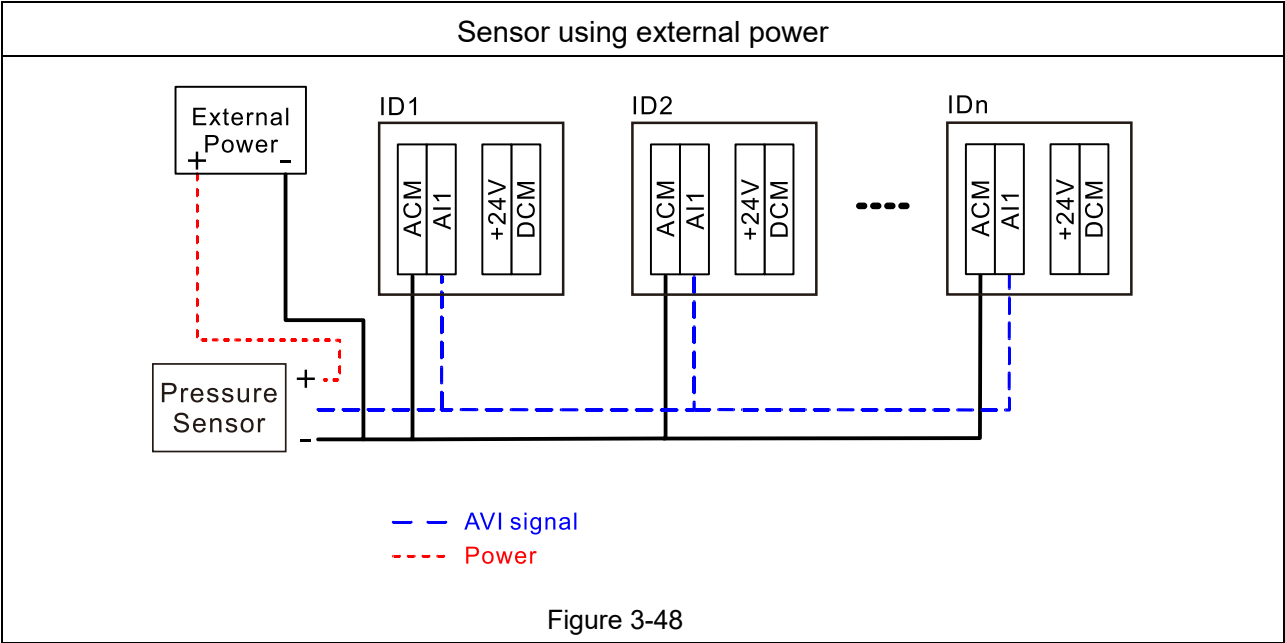 Sensor using external power
External
Power
+
-
ID1
ACM
AI1
+24V
DCM
ID2
ACM
AI1
+24V
DCM
IDn
ACM
AI1
+24V
DCM
Pressure
Sensor
+
-
AVI signal
Power
Figure 3-48